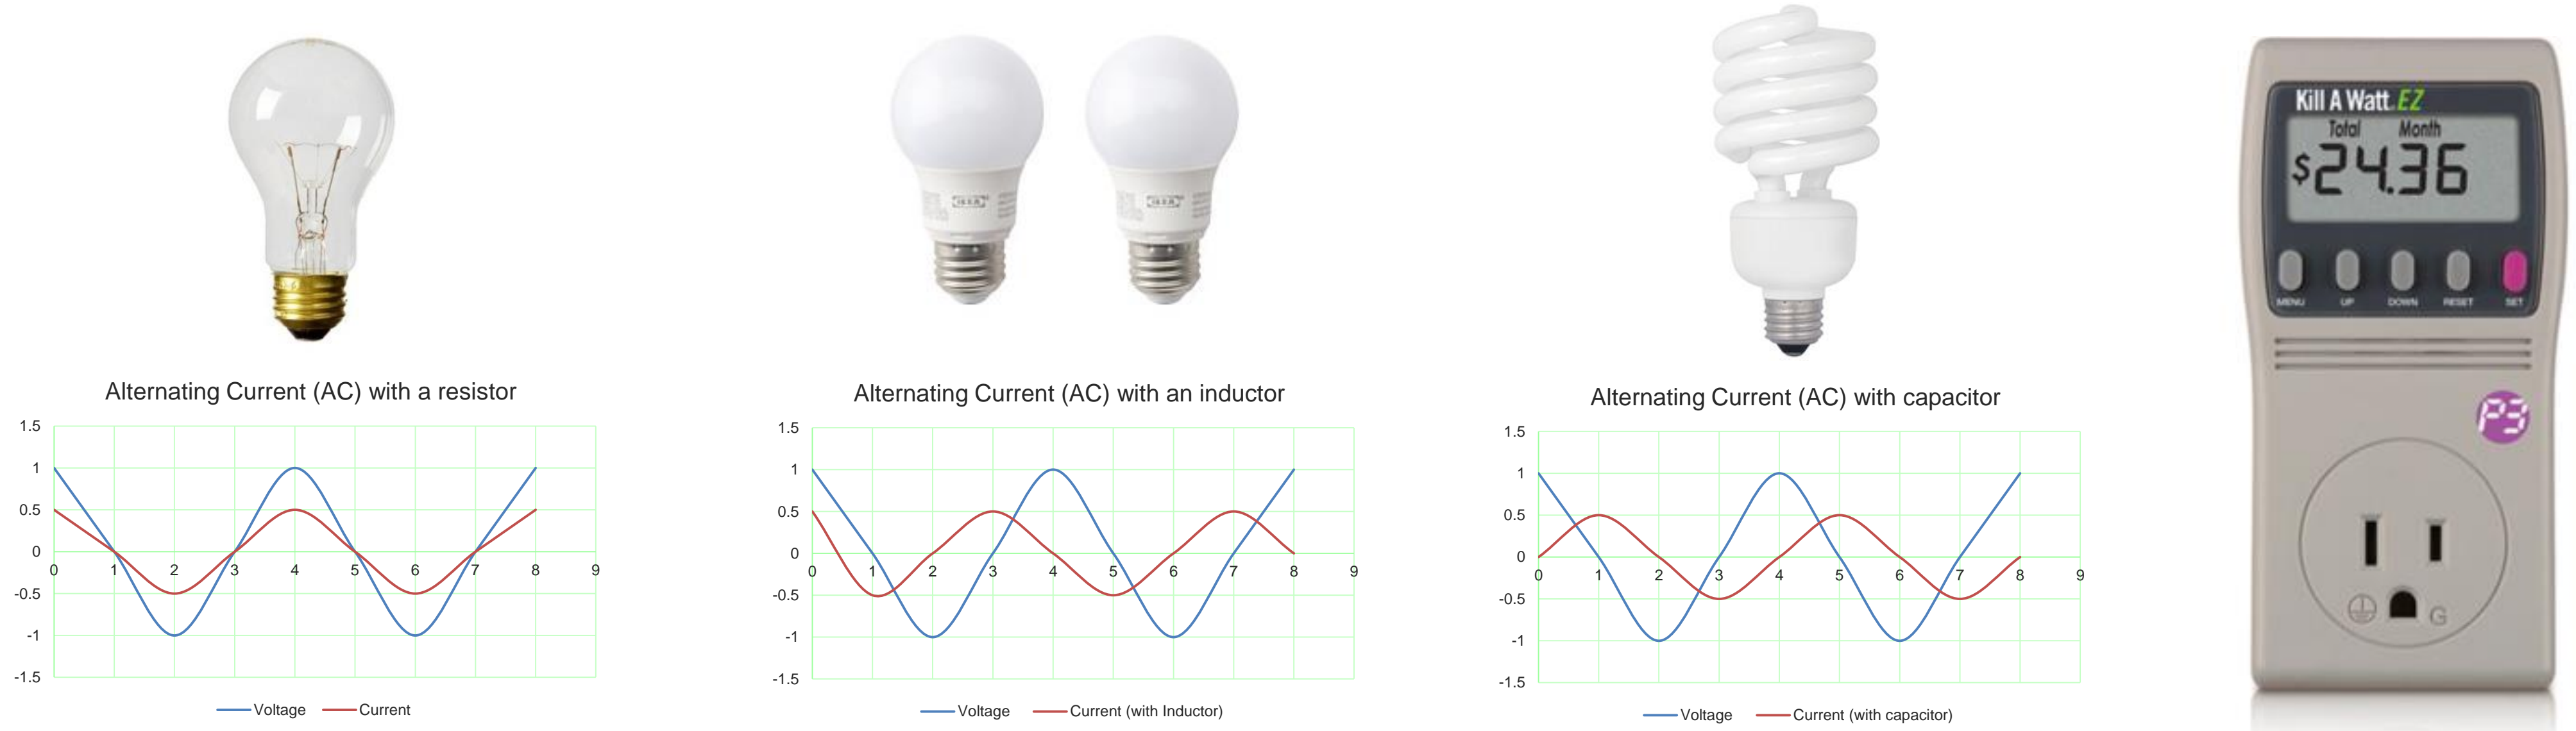 IKEA
IKEA
Alternating Current (AC) with a resistor
1.5
1
0.5
0
-0.5
-1
-1.5
0 1 2 3 4 5 6 7 8 9
Voltage Current
Alternating Current (AC) with an inductor
1.5
1
0.5
0
-0.5
-1
-1.5
0 1 2 3 4 5 6 7 8 9
Voltage Current (with Inductor)
Alternating Current (AC) with capacitor
1.5
1
0.5
0
-0.5
-1
-1.5
0 1 2 3 4 5 6 7 8 9
Voltage Current (with capacitor)
Kill A Watt EZ
Total Month
$24.36
MENU UP DOWN RESET SET
P3
G